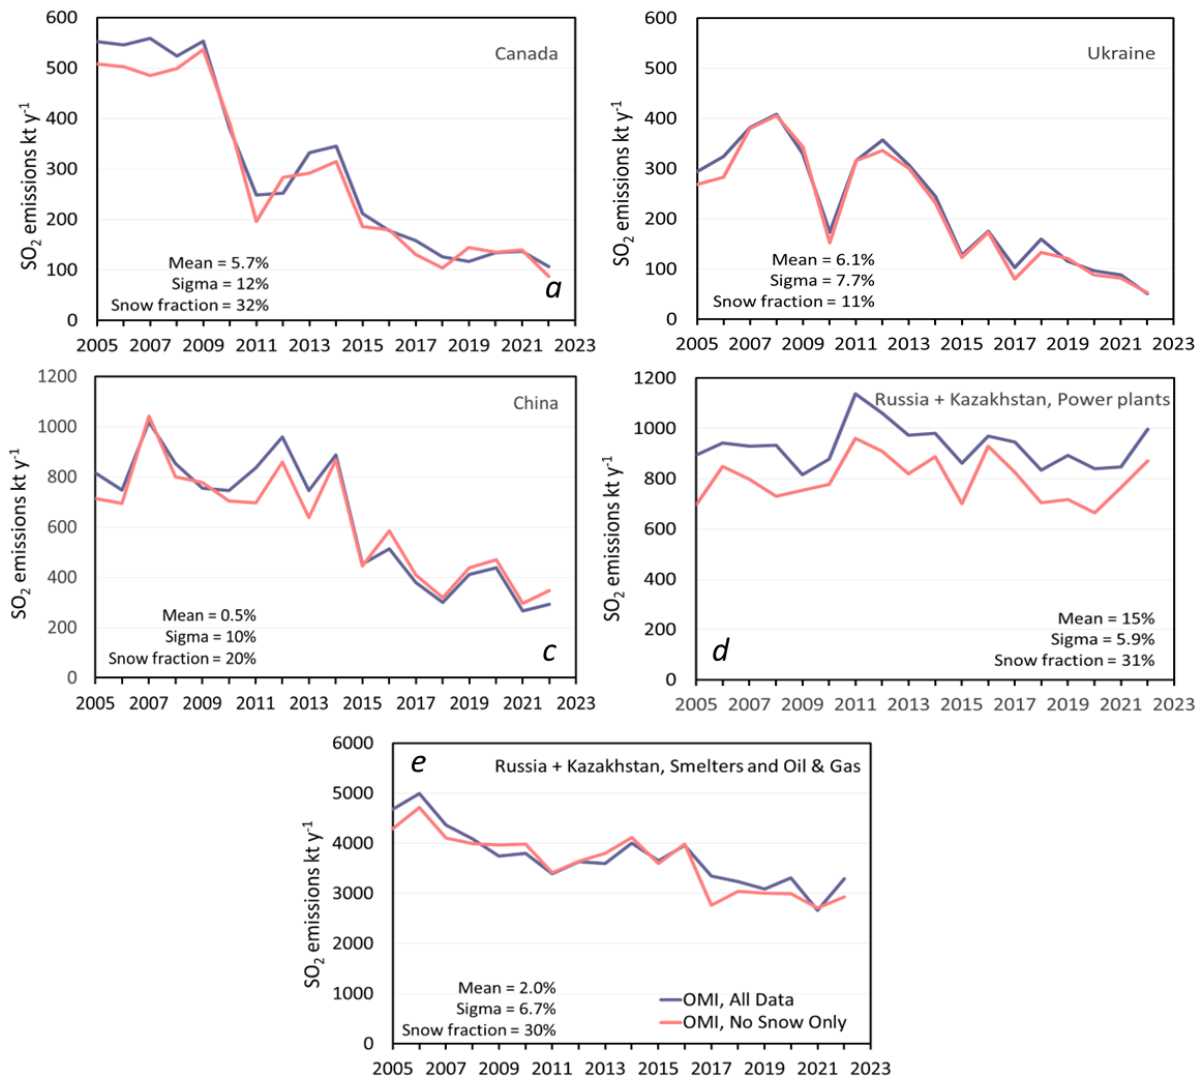 600
500
400
300
200
100
0
SO2 emissions kt y-1
Canada
Mean = 5.7%
Sigma = 12%
Snow fraction = 32%
a
2005 2007 2009 2011 2013 2015 2017 2019 2021 2023
600
500
400
300
200
100
0
SO2 emissions kt y-1
Ukraine
Mean = 6.1%
Sigma = 7.7%
Snow fraction = 11%
2005 2007 2009 2011 2013 2015 2017 2019 2021 2023
1200
1000
800
600
400
200
0
SO2 emissions kt y-1
China
Mean = 0.5%
Sigma = 10%
Snow fraction = 20%
c
2005 2007 2009 2011 2013 2015 2017 2019 2021 2023
1200
1000
800
600
400
200
0
SO2 emissions kt y-1
Russia + Kazakhstan, Power plants
Mean = 15%
Sigma = 5.9%
Snow fraction = 31%
d
2005 2007 2009 2011 2013 2015 2017 2019 2021 2023
6000
5000
4000
3000
2000
1000
0
SO2 emissions kt y-1
e
Russia + Kazakhstan, Smelters and Oil & Gas
Mean = 2.0%
Sigma = 6.7%
Snow fraction = 30%
OMI, All Data
OMI, No Snow Only
2005 2007 2009 2011 2013 2015 2017 2019 2021 2023